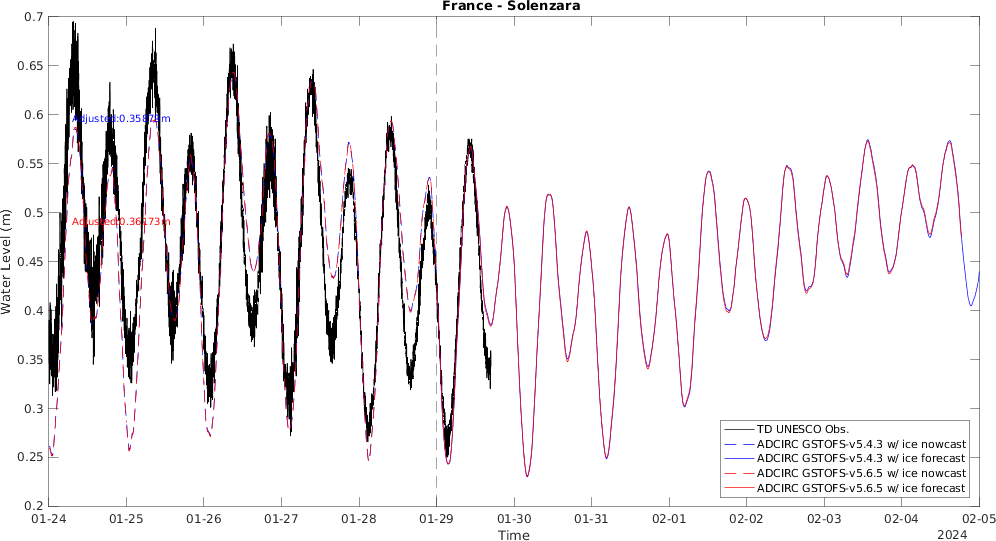 France - Solenzara
0.7
0.65
0.6
0.55
0.5
0.45
0.4
0.35
0.3
0.25
0.2
Water Level (m)
Adjusted:0.35873m
Adjusted:0.36173m
TD UNESCO Obs.
ADCIRC GSTOFS-v5.4.3 w/ ice nowcast
ADCIRC GSTOFS-v5.4.3 w/ ice forecast
ADCIRC GSTOFS-v5.6.5 w/ ice nowcast
ADCIRC GSTOFS-v5.6.5 w/ ice forecast
01-24 01-25 01-26 01-27 01-28 01-29 01-30 01-31 02-01 02-02 02-03 02-04 02-05
Time
2024